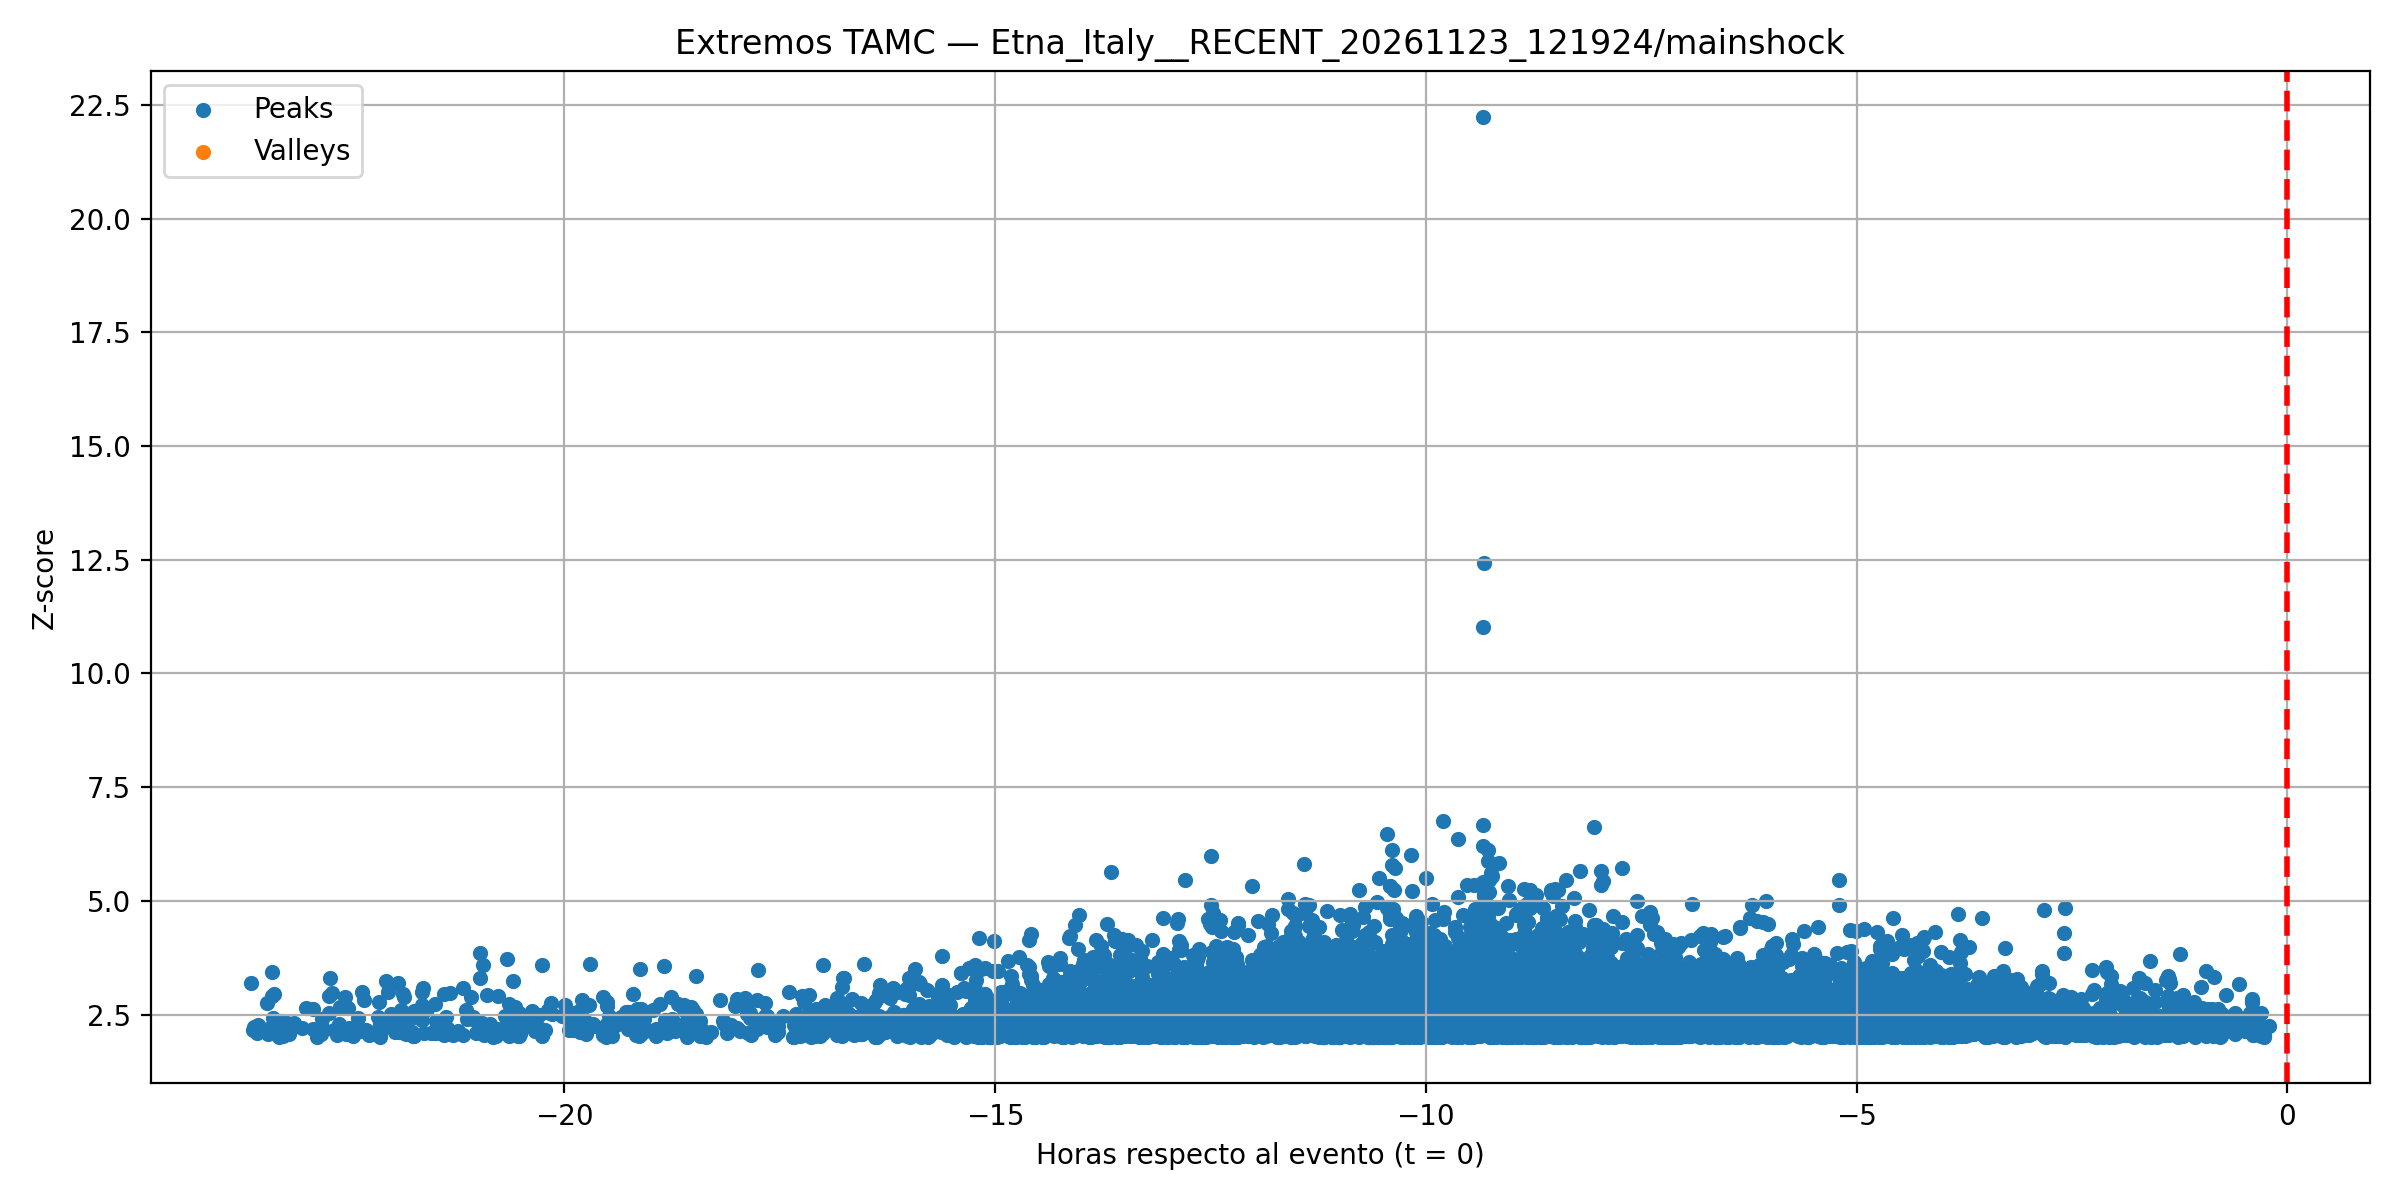 Extremos TAMC — Etna_Italy__RECENT_20261123_121924/mainshock
Peaks
Valleys
22.5
20.0
17.5
15.0
12.5
10.0
7.5
5.0
2.5
Z-score
−20
−15
−10
−5
0
Horas respecto al evento (t = 0)